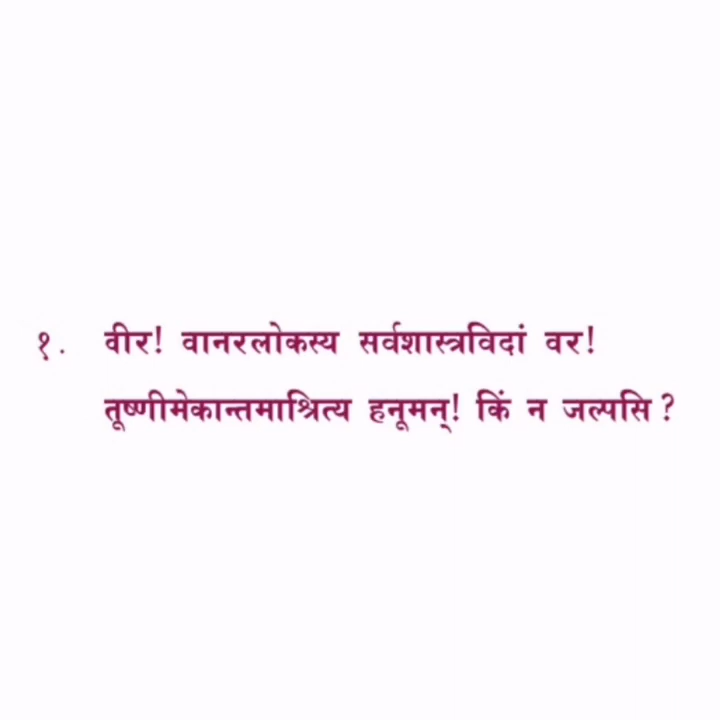 १. वीर! वानरलोकस्य सर्वशास्त्रविदां वर!
तूष्णीमेकान्तमाश्रित्य हनूमन्! किं न जल्पसि ?